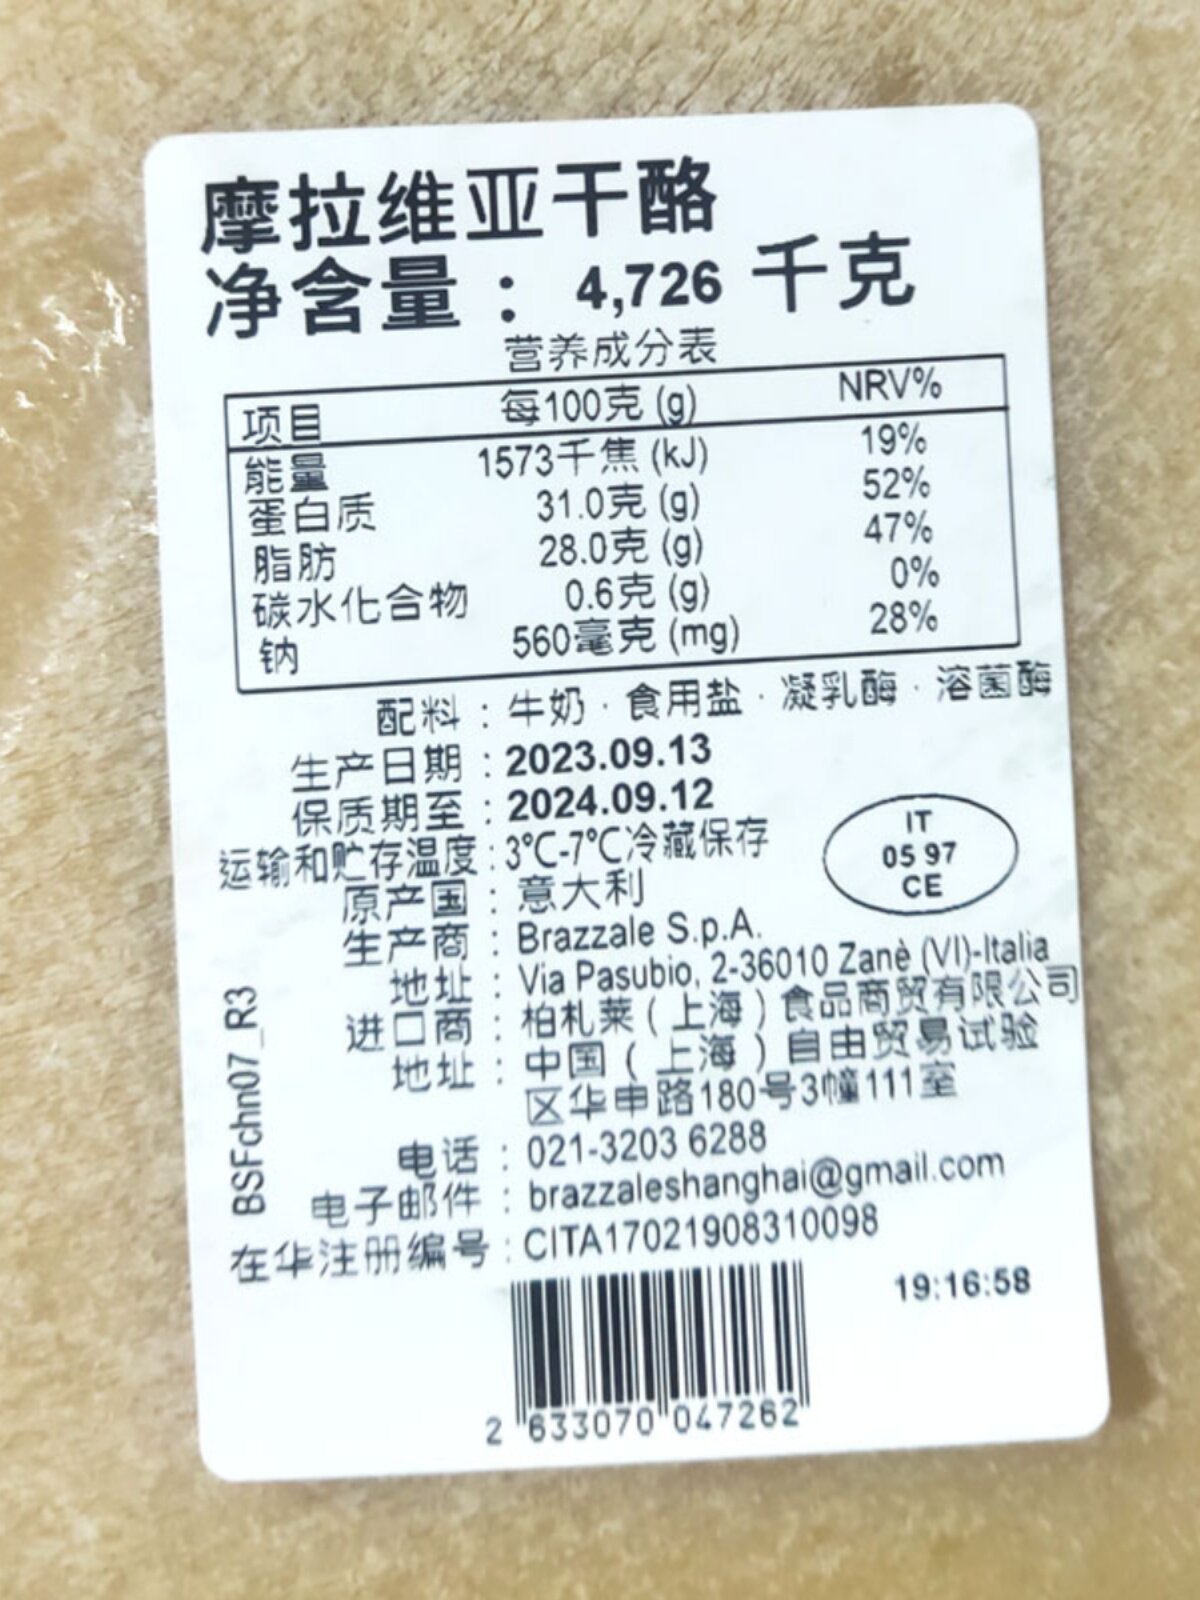 摩拉维亚干酪
净含量： 4,726 千克
营养成分表
项目 每100克 (g) NRV%
能量 1573千焦 (kJ) 19%
蛋白质 31.0克 (g) 52%
脂肪 28.0克 (g) 47%
碳水化合物 0.6克 (g) 0%
钠 560毫克 (mg) 28%
配料：牛奶·食用盐·凝乳酶·溶菌酶
生产日期：2023.09.13
保质期至：2024.09.12
运输和贮存温度：3°C-7°C冷藏保存
IT
05 97
CE
原产国：意大利
生产商：Brazzale S.p.A.
地址：Via Pasubio, 2-36010 Zanè (VI)-Italia
进口商：柏札莱（上海）食品商贸有限公司
地址：中国（上海）自由贸易试验
区华申路180号3幢111室
电话：021-3203 6288
电子邮件：brazzaleshanghai@gmail.com
在华注册编号：CITA17021908310098
BSFchn07_R3
19:16:58
2 633070 047262